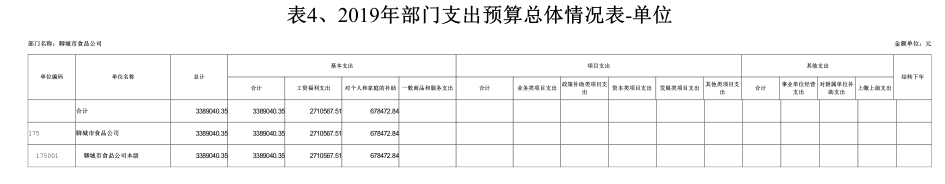 表4、2019年部门支出预算总体情况表-单位
部门名称：聊城市食品公司 金额单位：元
单位编码 单位名称 总计 基本支出 项目支出 其他支出 结转下年
合计 工资福利支出 对个人和家庭的补助 一般商品和服务支出 合计 业务类项目支出 政策补助类项目支出 资本类项目支出 发展类项目支出 其他类项目支出 合计 事业单位经营支出 对附属单位补助支出 上缴上级支出
合计 3389040.35 3389040.35 2710567.51 678472.84
175 聊城市食品公司 3389040.35 3389040.35 2710567.51 678472.84
175001 聊城市食品公司本级 3389040.35 3389040.35 2710567.51 678472.84